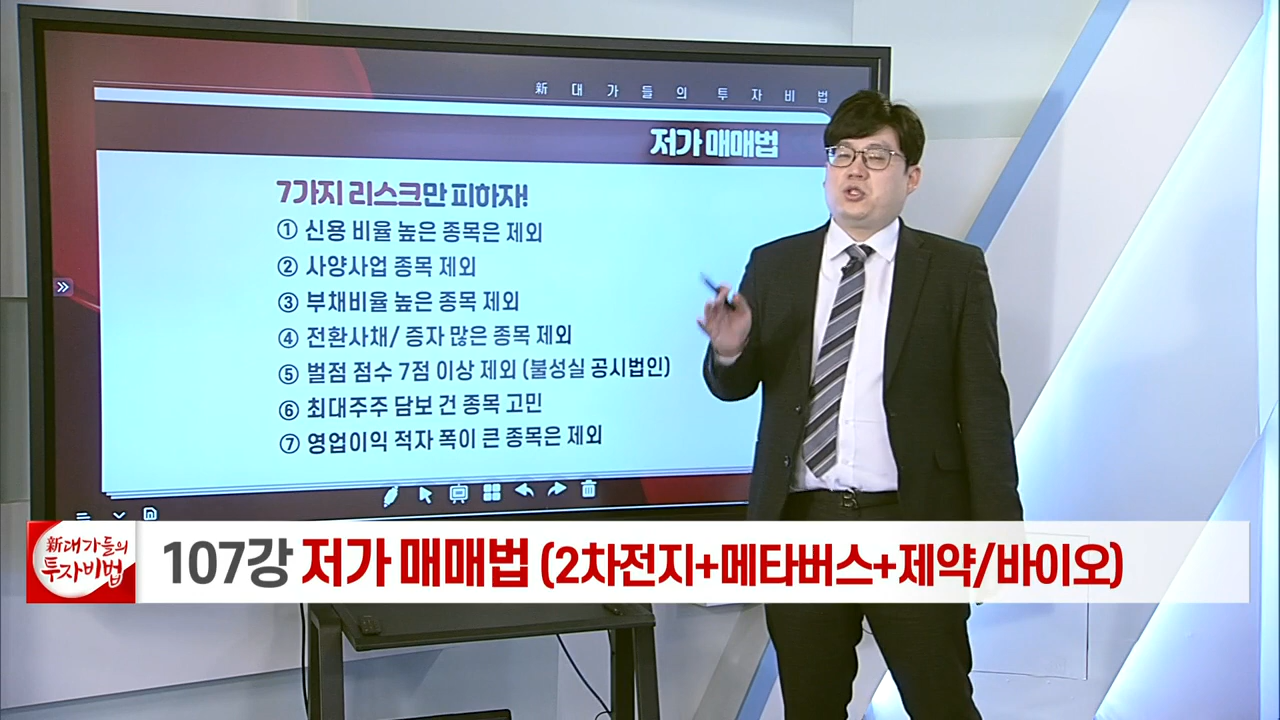 新대가들의 투자비법
저가 매매법
7가지 리스크만 피하자!
① 신용 비율 높은 종목은 제외
② 사양사업 종목 제외
③ 부채비율 높은 종목 제외
④ 전환사채/ 증자 많은 종목 제외
⑤ 벌점 점수 7점 이상 제외 (불성실 공시법인)
⑥ 최대주주 담보 건 종목 고민
⑦ 영업이익 적자 폭이 큰 종목은 제외
新대가들의
투자비법
107강 저가 매매법 (2차전지+메타버스+제약/바이오)